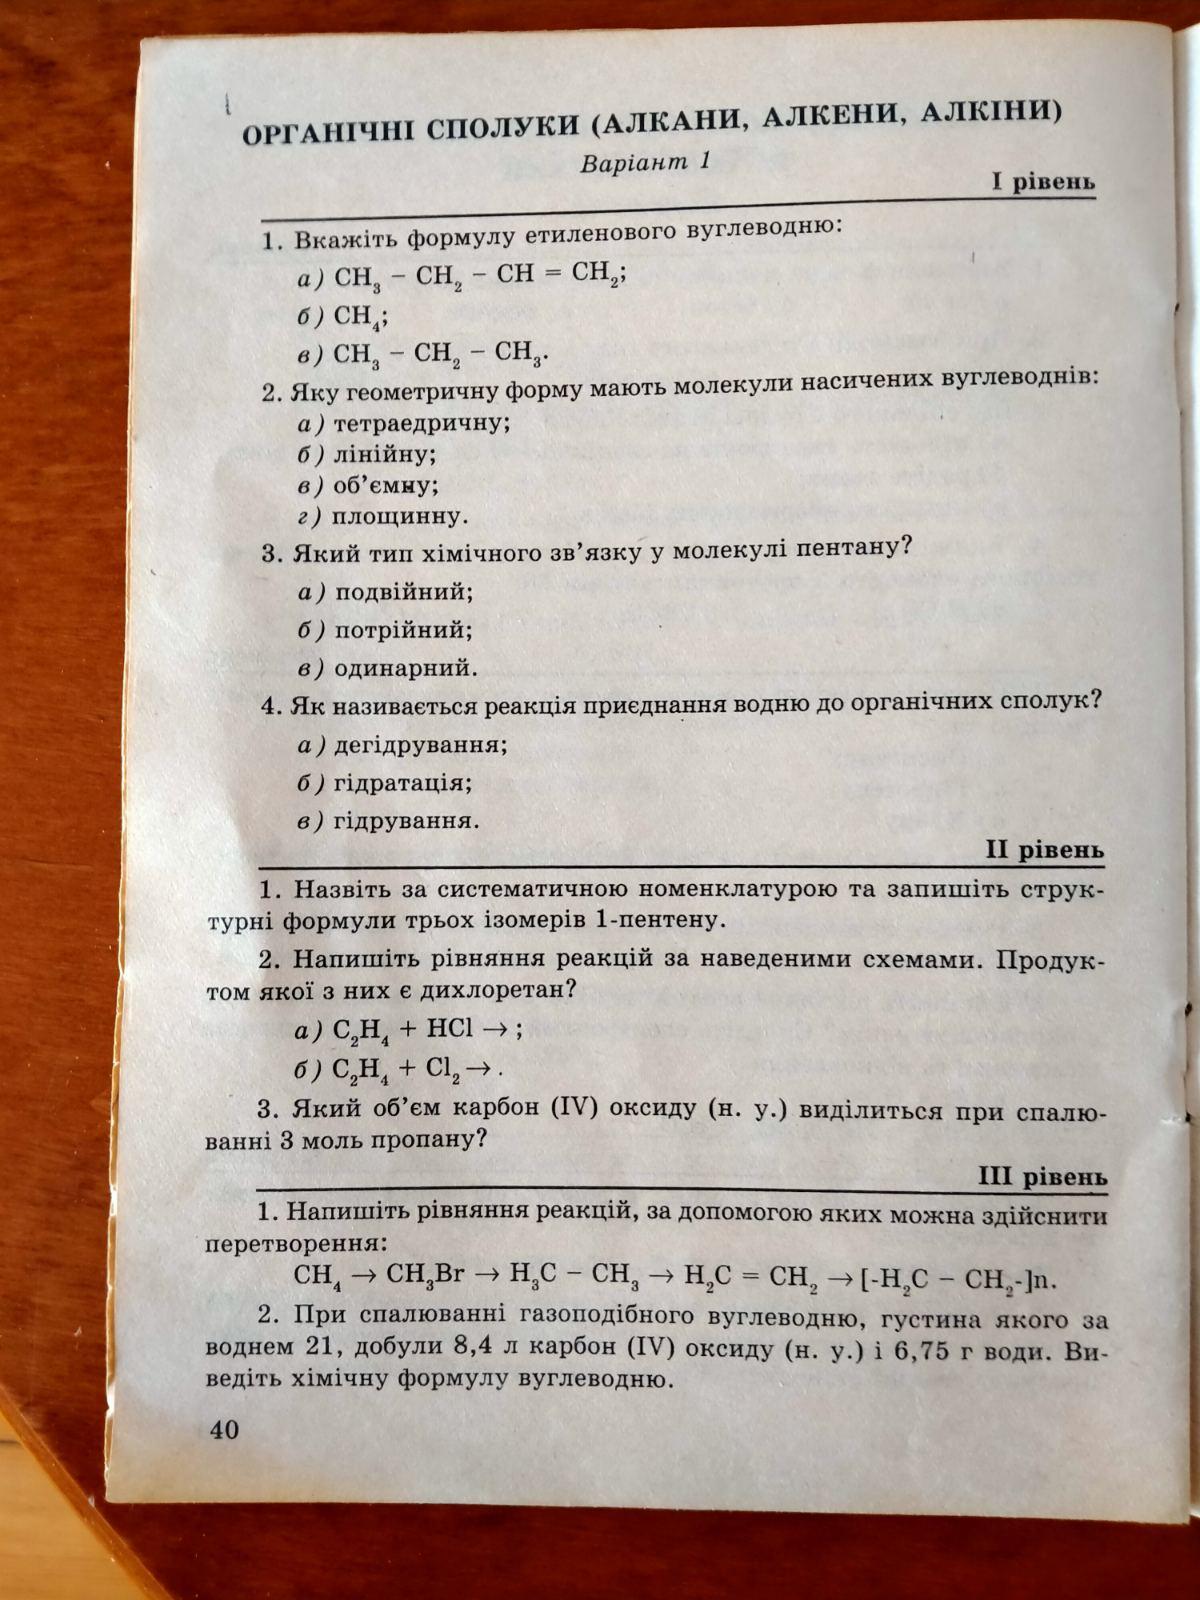 ОРГАНІЧНІ СПОЛУКИ (АЛКАНИ, АЛКЕНИ, АЛКІНИ)
Варіант 1
I рівень
1. Вкажіть формулу етиленового вуглеводню:
а) CH₃ – CH₂ – CH = CH₂;
б) CH₄;
в) CH₃ – CH₂ – CH₃.
2. Яку геометричну форму мають молекули насичених вуглеводнів:
а) тетраедричну;
б) лінійну;
в) об’ємну;
г) площинну.
3. Який тип хімічного зв’язку у молекулі пентану?
а) подвійний;
б) потрійний;
в) одинарний.
4. Як називається реакція приєднання водню до органічних сполук?
а) дегідрування;
б) гідратація;
в) гідрування.
II рівень
1. Назвіть за систематичною номенклатурою та запишіть струк-
турні формули трьох ізомерів 1-пентену.
2. Напишіть рівняння реакцій за наведеними схемами. Продук-
том якої з них є дихлоретан?
а) C₂H₄ + HCl → ;
б) C₂H₄ + Cl₂ → .
3. Який об’єм карбон (IV) оксиду (н. у.) виділиться при спалю-
ванні 3 моль пропану?
III рівень
1. Напишіть рівняння реакцій, за допомогою яких можна здійснити
перетворення:
CH₄ → CH₃Br → H₃C – CH₃ → H₂C = CH₂ → [-H₂C – CH₂-]n.
2. При спалюванні газоподібного вуглеводню, густина якого за
воднем 21, добули 8,4 л карбон (IV) оксиду (н. у.) і 6,75 г води. Ви-
ведіть хімічну формулу вуглеводню.
40